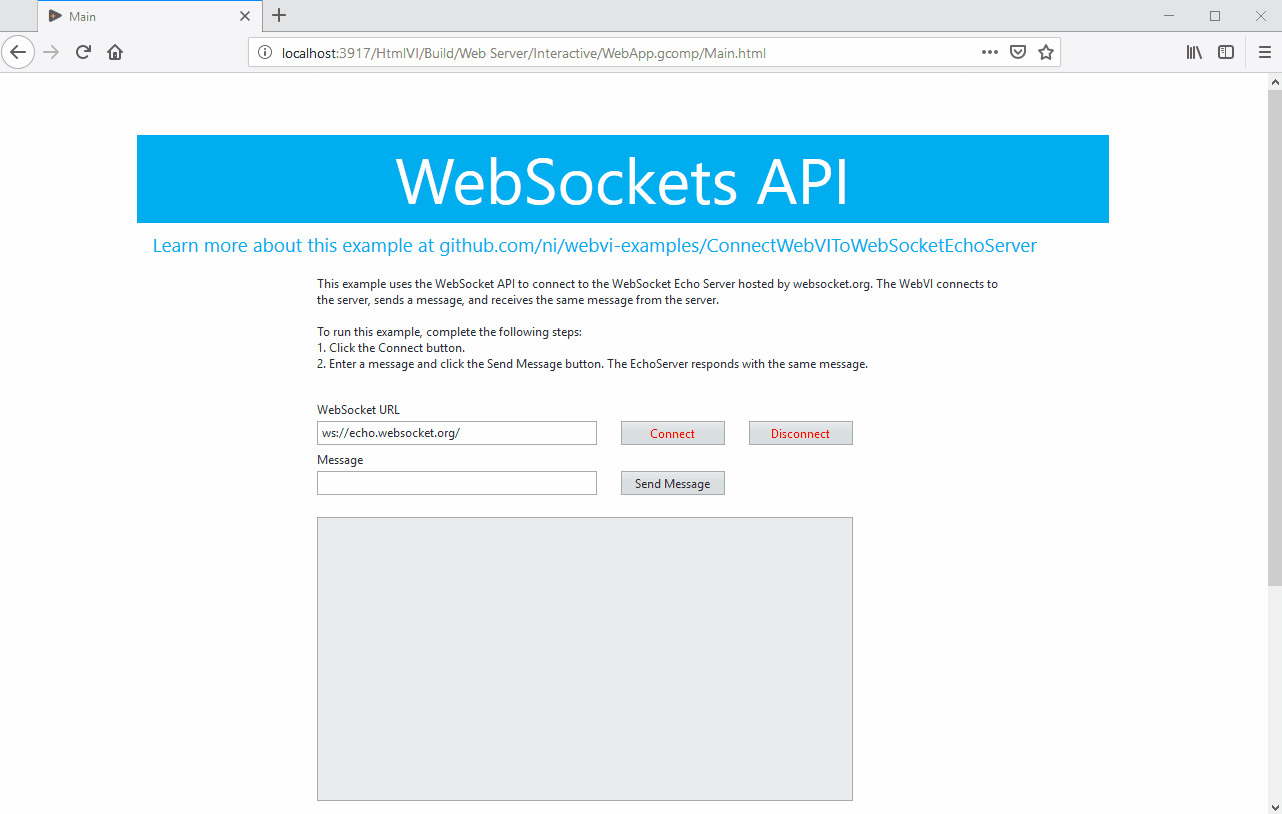 Main
localhost:3917/HtmlVI/Build/Web Server/Interactive/WebApp.gcomp/Main.html
WebSockets API
Learn more about this example at github.com/ni/webvi-examples/ConnectWebVIToWebSocketEchoServer
This example uses the WebSocket API to connect to the WebSocket Echo Server hosted by websocket.org. The WebVI connects to
the server, sends a message, and receives the same message from the server.
To run this example, complete the following steps:
1. Click the Connect button.
2. Enter a message and click the Send Message button. The EchoServer responds with the same message.
WebSocket URL
ws://echo.websocket.org/ Connect Disconnect
Message
Send Message